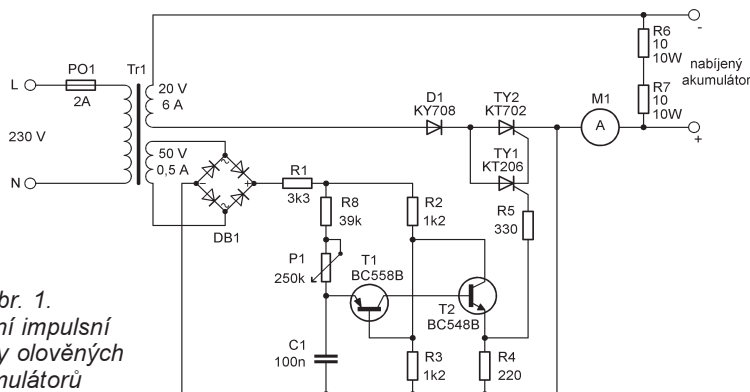 PO1
2A
L
230 V
N
Tr1
20 V
6 A
50 V
0,5 A
DB1
-
+
R1
3k3
R8
39k
P1
250k
C1
100n
T1
BC558B
R2
1k2
R3
1k2
T2
BC548B
R4
220
R5
330
D1
KY708
TY2
KT702
TY1
KT206
M1
A
R6
10
10W
R7
10
10W
-
nabíjený
akumulátor
+
br. 1.
ní impulsní
y olověných
mulátorů